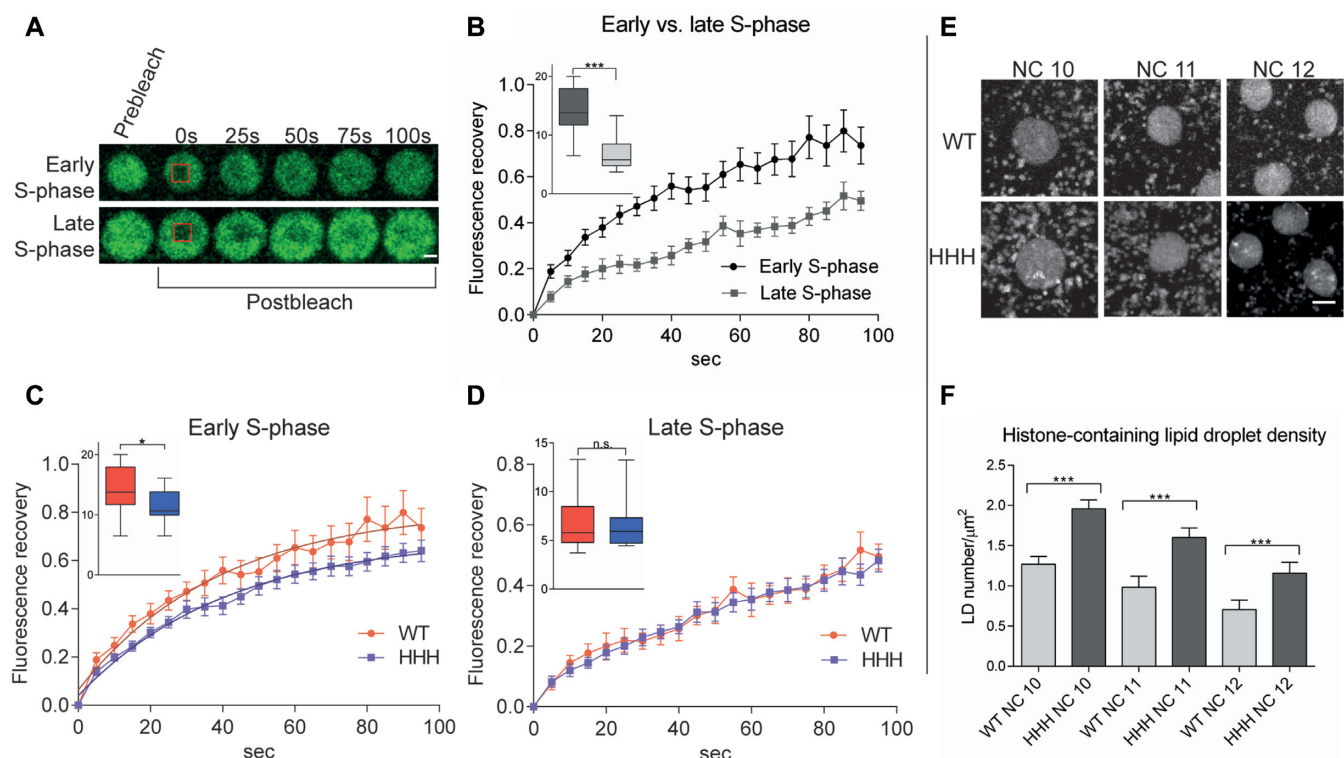 A
Prebleach
0s 25s 50s 75s 100s
Early
S-phase
Late
S-phase
Postbleach
B
Early vs. late S-phase
Fluorescence recovery
1.0
0.8
0.6
0.4
0.2
0.0
0 20 40 60 80 100
sec
20
10
0
***
Early S-phase
Late S-phase
C
Early S-phase
Fluorescence recovery
1.0
0.8
0.6
0.4
0.2
0.0
0 20 40 60 80 100
sec
20
10
0
*
WT
HHH
D
Late S-phase
Fluorescence recovery
0.8
0.6
0.4
0.2
0.0
0 20 40 60 80 100
sec
15
10
5
0
n.s.
WT
HHH
E
NC 10 NC 11 NC 12
WT
HHH
F
Histone-containing lipid droplet density
LD number/µm²
2.5
2.0
1.5
1.0
0.5
0.0
*** *** ***
WT NC 10
HHH NC 10
WT NC 11
HHH NC 11
WT NC 12
HHH NC 12